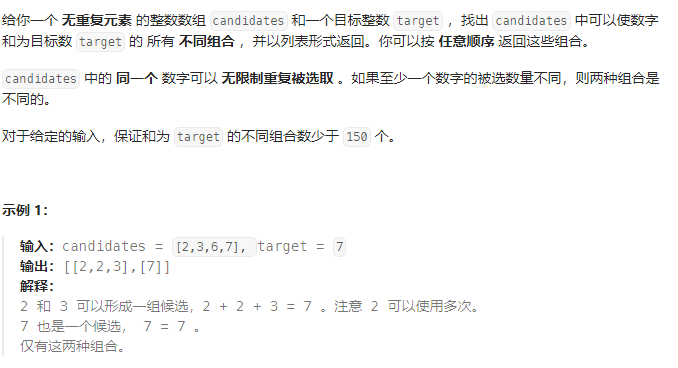 给你一个 无重复元素 的整数数组 candidates 和一个目标整数 target ，找出 candidates 中可以使数字
和为目标数 target 的 所有 不同组合 ，并以列表形式返回。你可以按 任意顺序 返回这些组合。
candidates 中的 同一个 数字可以 无限制重复被选取 。如果至少一个数字的被选数量不同，则两种组合是
不同的。
对于给定的输入，保证和为 target 的不同组合数少于 150 个。
示例 1：
输入：candidates = [2,3,6,7], target = 7
输出：[[2,2,3],[7]]
解释：
2 和 3 可以形成一组候选，2 + 2 + 3 = 7 。注意 2 可以使用多次。
7 也是一个候选， 7 = 7 。
仅有这两种组合。